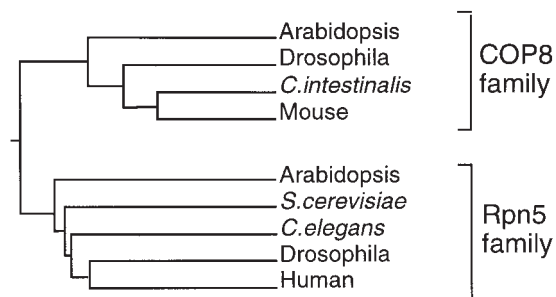 Arabidopsis
Drosophila
C.intestinalis
Mouse
COP8
family
Arabidopsis
S.cerevisiae
C.elegans
Drosophila
Human
Rpn5
family